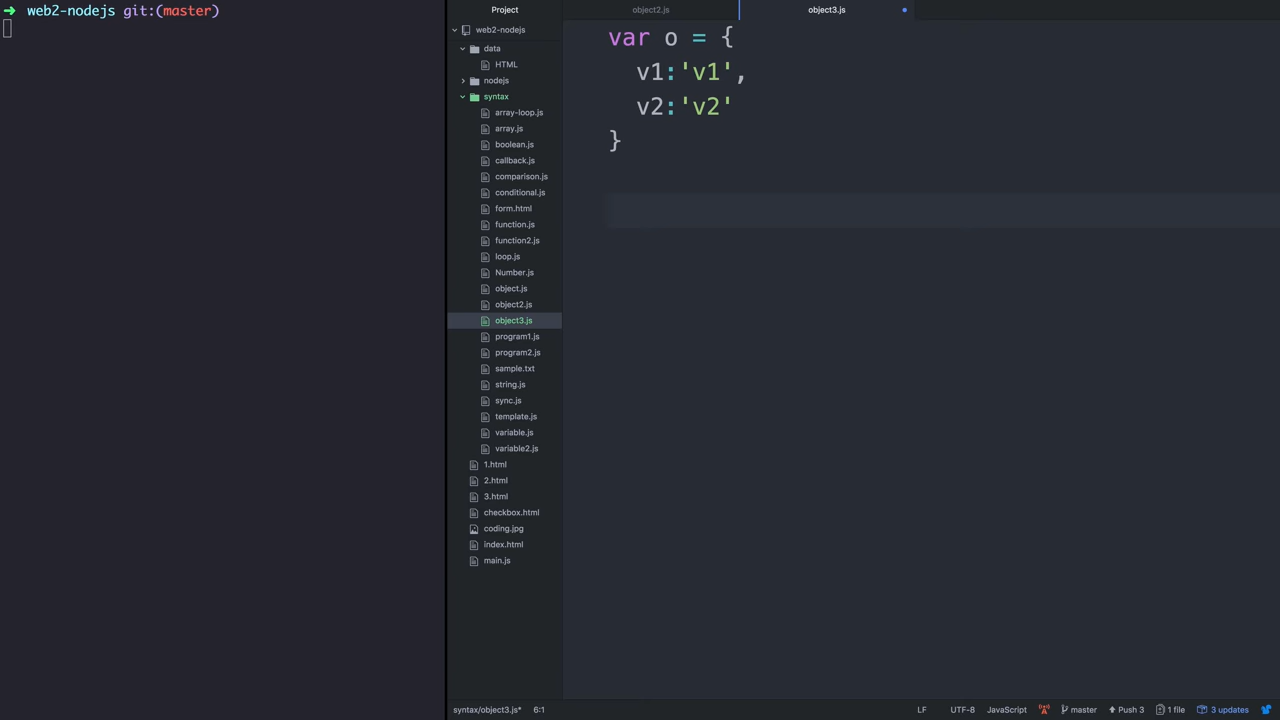 ➜ web2-nodejs git:(master)
Project
web2-nodejs
data
HTML
nodejs
syntax
array-loop.js
array.js
boolean.js
callback.js
comparison.js
conditional.js
form.html
function.js
function2.js
loop.js
Number.js
object.js
object2.js
object3.js
program1.js
program2.js
sample.txt
string.js
sync.js
template.js
variable.js
variable2.js
1.html
2.html
3.html
checkbox.html
coding.jpg
index.html
main.js
object2.js
object3.js
var o = {
  v1:'v1',
  v2:'v2'
}
syntax/object3.js* 6:1
LF UTF-8 JavaScript master Push 3 1 file 3 updates